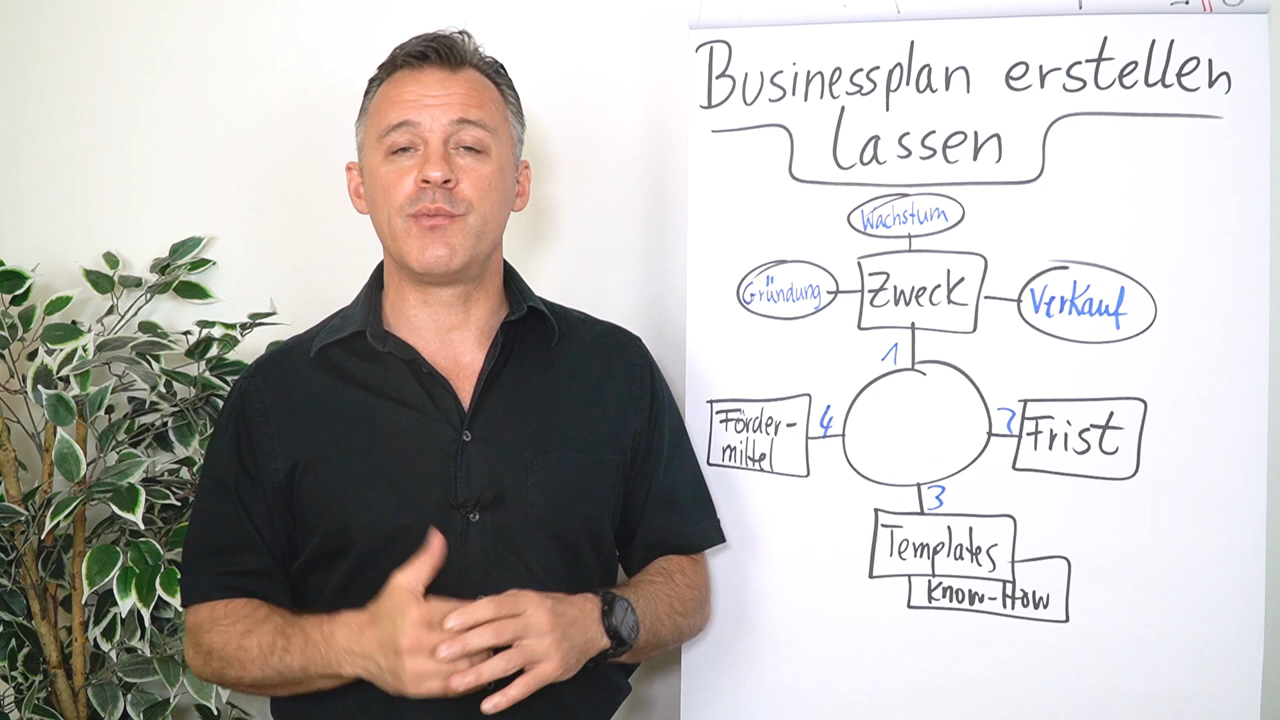 Businessplan erstellen
lassen
Wachstum
Gründung
Zweck
Verkauf
1
Förder-
mittel
4
2
Frist
3
Templates
Know-How